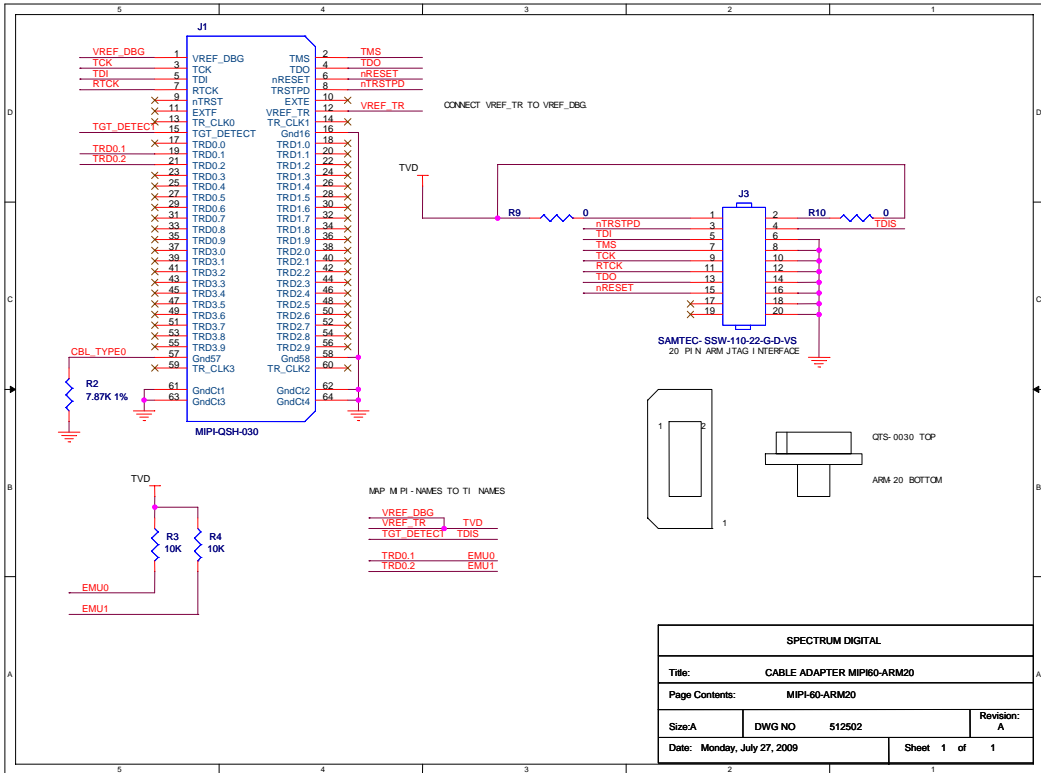 5 4 3 2 1
D D
C C
B B
A A
J1
VREF_DBG 1 VREF_DBG TMS 2 TMS
TCK 3 TCK TDO 4 TDO
TDI 5 TDI nRESET 6 nRESET
RTCK 7 RTCK TRSTPD 8 nTRSTPD
9 nTRST EXTE 10
11 EXTF VREF_TR 12 VREF_TR
13 TR_CLK0 TR_CLK1 14
TGT_DETECT 15 TGT_DETECT Gnd16 16
17 TRD0.0 TRD1.0 18
TRD0.1 19 TRD0.1 TRD1.1 20
TRD0.2 21 TRD0.2 TRD1.2 22
23 TRD0.3 TRD1.3 24
25 TRD0.4 TRD1.4 26
27 TRD0.5 TRD1.5 28
29 TRD0.6 TRD1.6 30
31 TRD0.7 TRD1.7 32
33 TRD0.8 TRD1.8 34
35 TRD0.9 TRD1.9 36
37 TRD3.0 TRD2.0 38
39 TRD3.1 TRD2.1 40
41 TRD3.2 TRD2.2 42
43 TRD3.3 TRD2.3 44
45 TRD3.4 TRD2.4 46
47 TRD3.5 TRD2.5 48
49 TRD3.6 TRD2.6 50
51 TRD3.7 TRD2.7 52
53 TRD3.8 TRD2.8 54
55 TRD3.9 TRD2.9 56
CBL_TYPE0 57 Gnd57 Gnd58 58
59 TR_CLK3 TR_CLK2 60
61 GndCt1 GndCt2 62
63 GndCt3 GndCt4 64
MIPI-QSH-030
R2
7.87K 1%
CONNECT VREF_TR TO VREF_DBG
TVD
J3
R9 0 1 2 R10 0
nTRSTPD 3 4 TDIS
TDI 5 6
TMS 7 8
TCK 9 10
RTCK 11 12
TDO 13 14
nRESET 15 16
17 18
19 20
SAMTEC- SSW-110-22-G-D-VS
20 PIN ARM JTAG INTERFACE
1 2
1
QTS-0030 TOP
ARM-20 BOTTOM
TVD
R3
10K
R4
10K
EMU0
EMU1
MAP MIPI-NAMES TO TI NAMES
VREF_DBG
VREF_TR TVD
TGT_DETECT TDIS
TRD0.1 EMU0
TRD0.2 EMU1
SPECTRUM DIGITAL
Title: CABLE ADAPTER MIPI60-ARM20
Page Contents: MIPI-60-ARM20
Size:A DWG NO 512502 Revision:
A
Date: Monday, July 27, 2009 Sheet 1 of 1
5 4 3 2 1